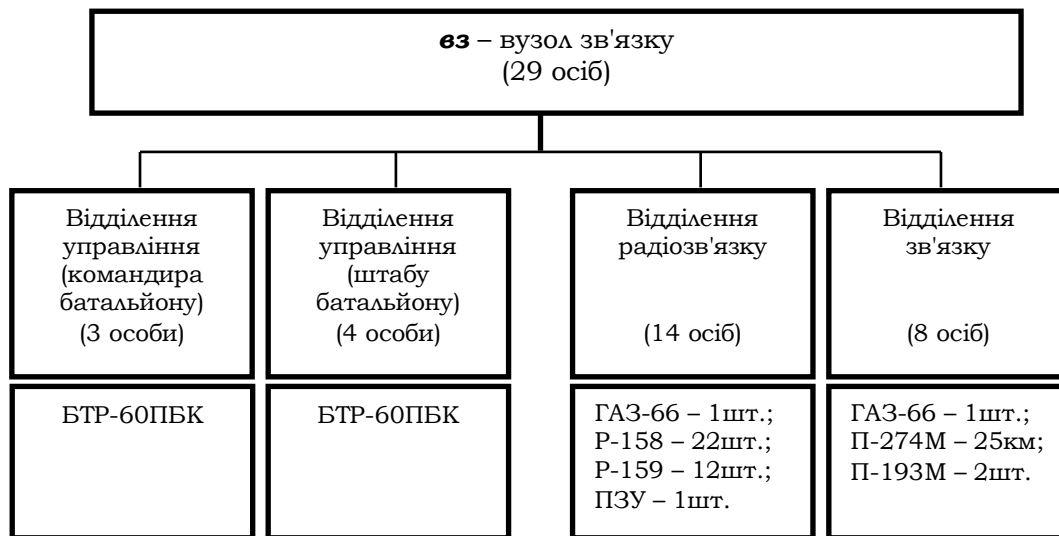 вз – вузол зв'язку
(29 осіб)
Відділення
управління
(командира
батальйону)
(3 особи)
Відділення
управління
(штабу
батальйону)
(4 особи)
Відділення
радіозв'язку
(14 осіб)
Відділення
зв'язку
(8 осіб)
БТР-60ПБК
БТР-60ПБК
ГАЗ-66 – 1шт.;
Р-158 – 22шт.;
Р-159 – 12шт.;
ПЗУ – 1шт.
ГАЗ-66 – 1шт.;
П-274М – 25км;
П-193М – 2шт.